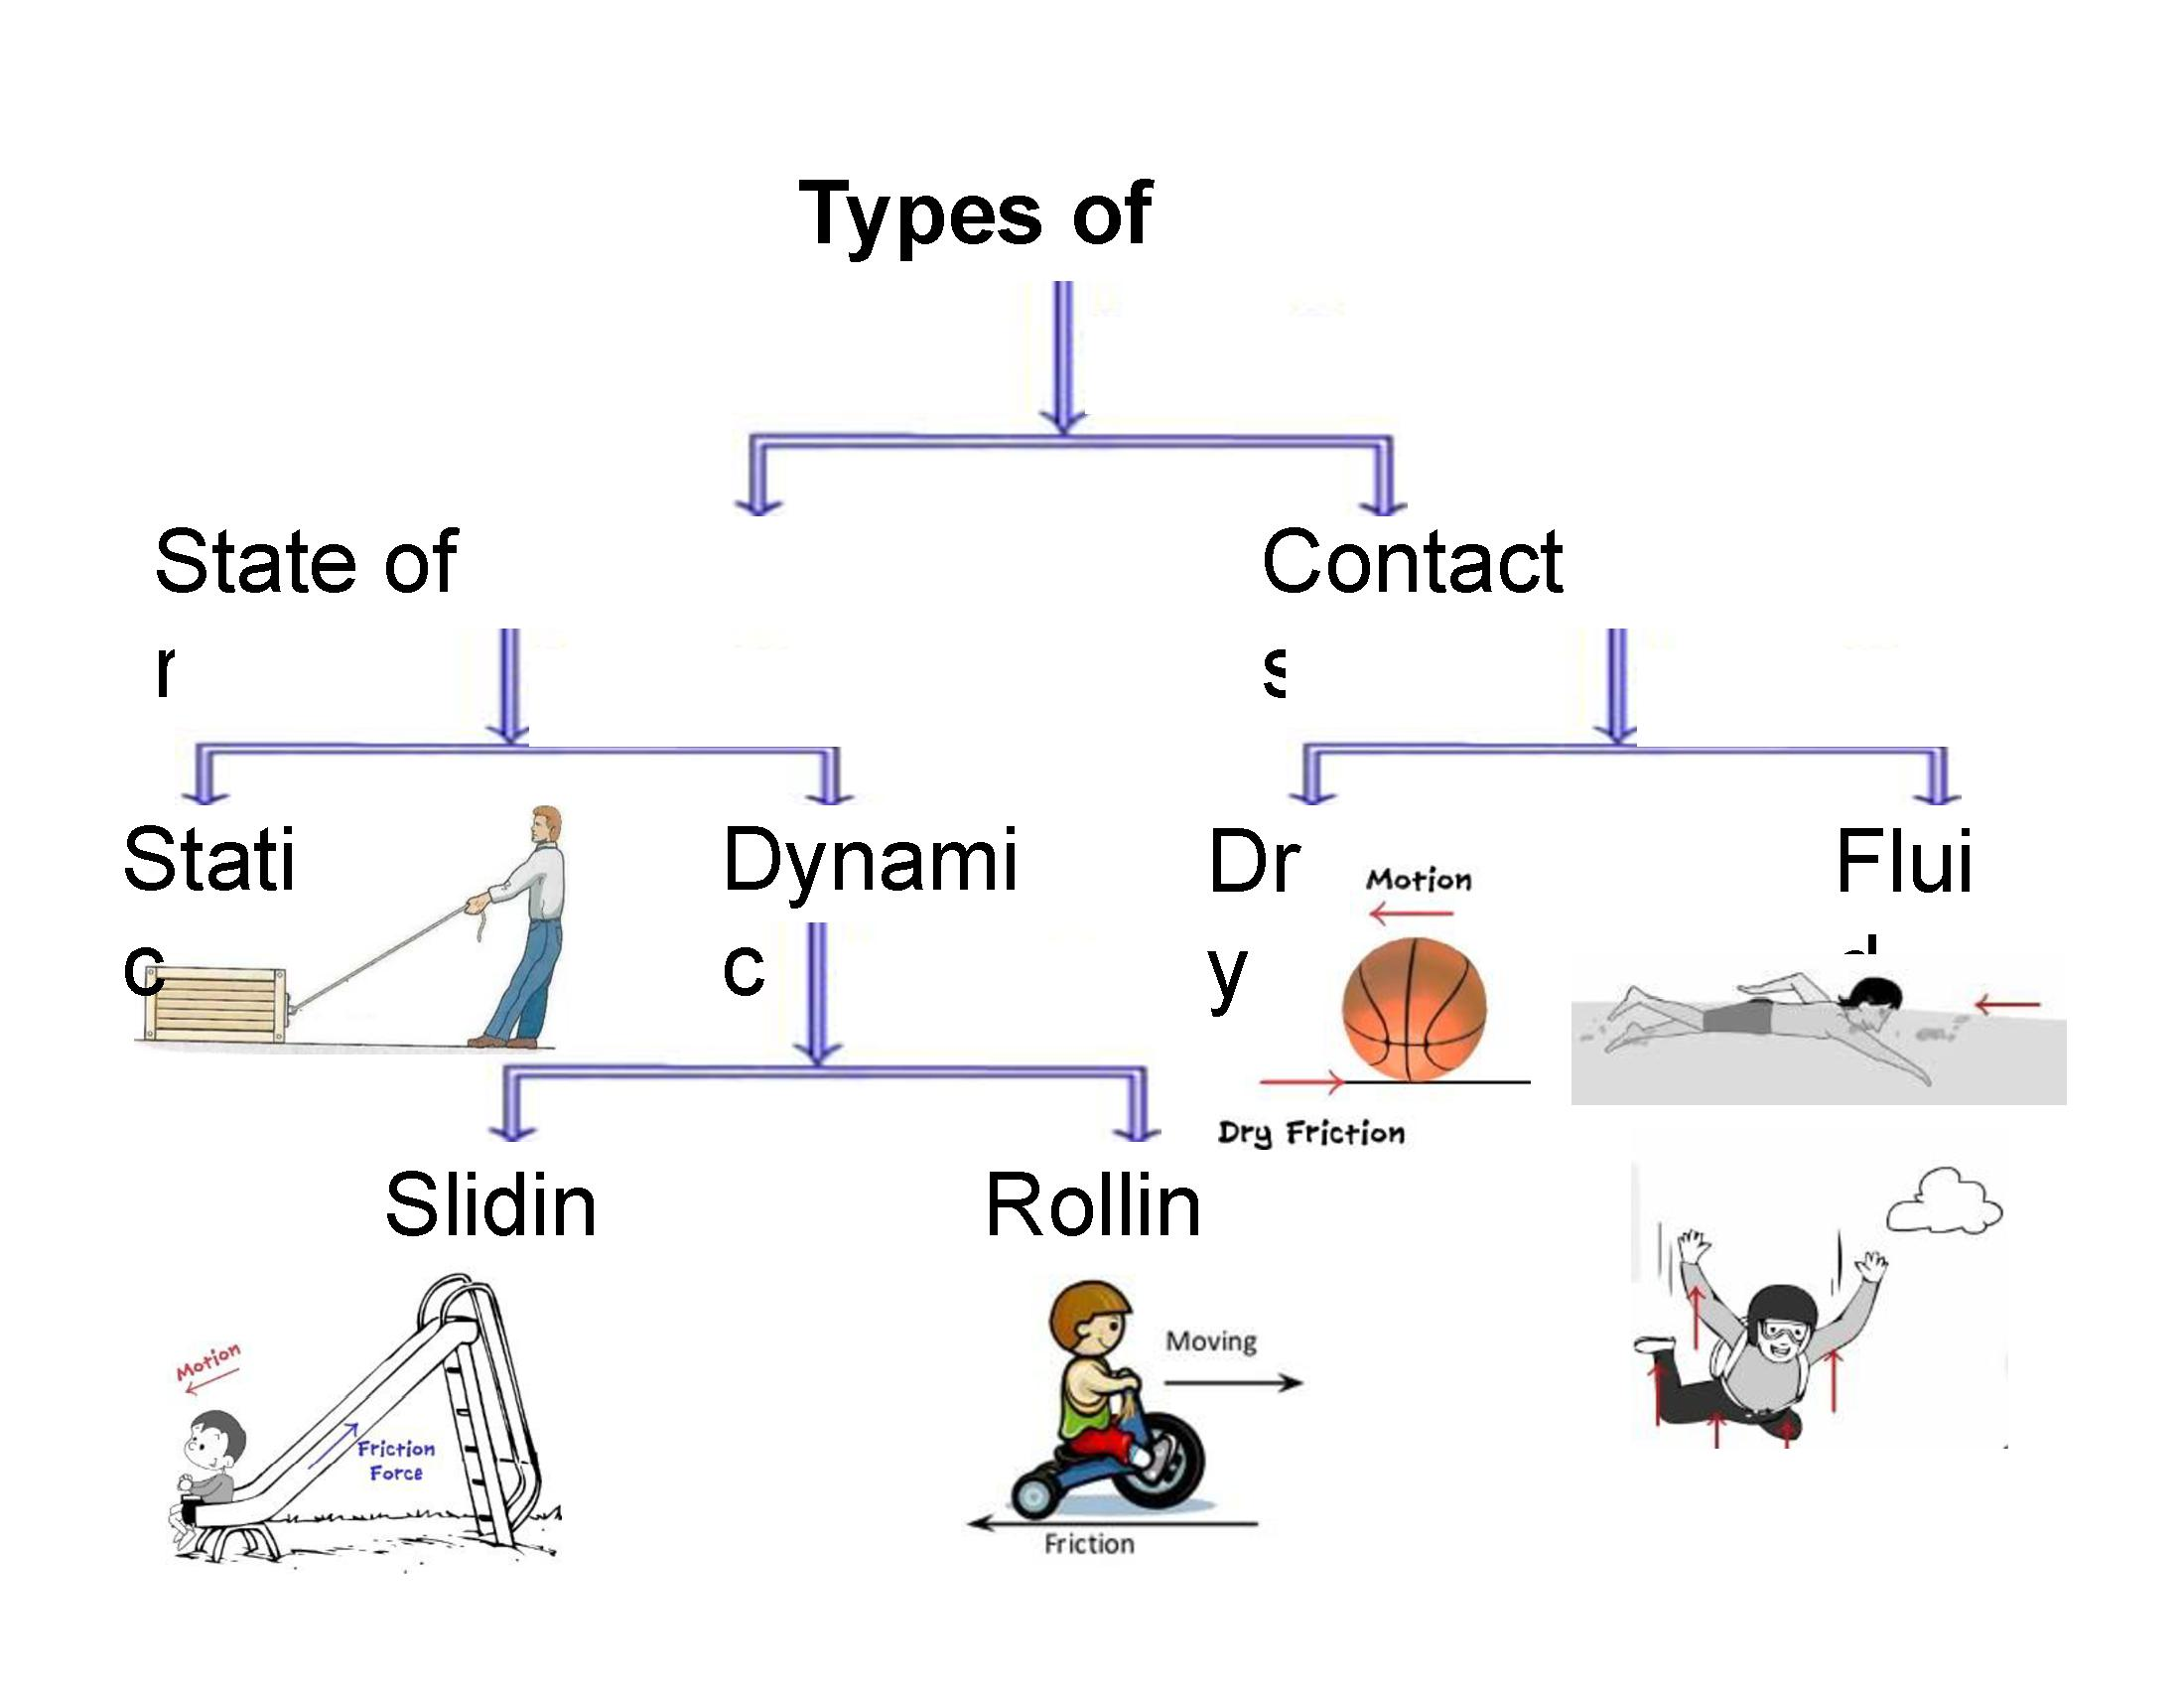 Types of
State of
Contact
s
Stati
c
Dynami
c
Dr
y
Flui
Motion
Dry Friction
Slidin
Rollin
Motion
Friction
Force
Moving
Friction